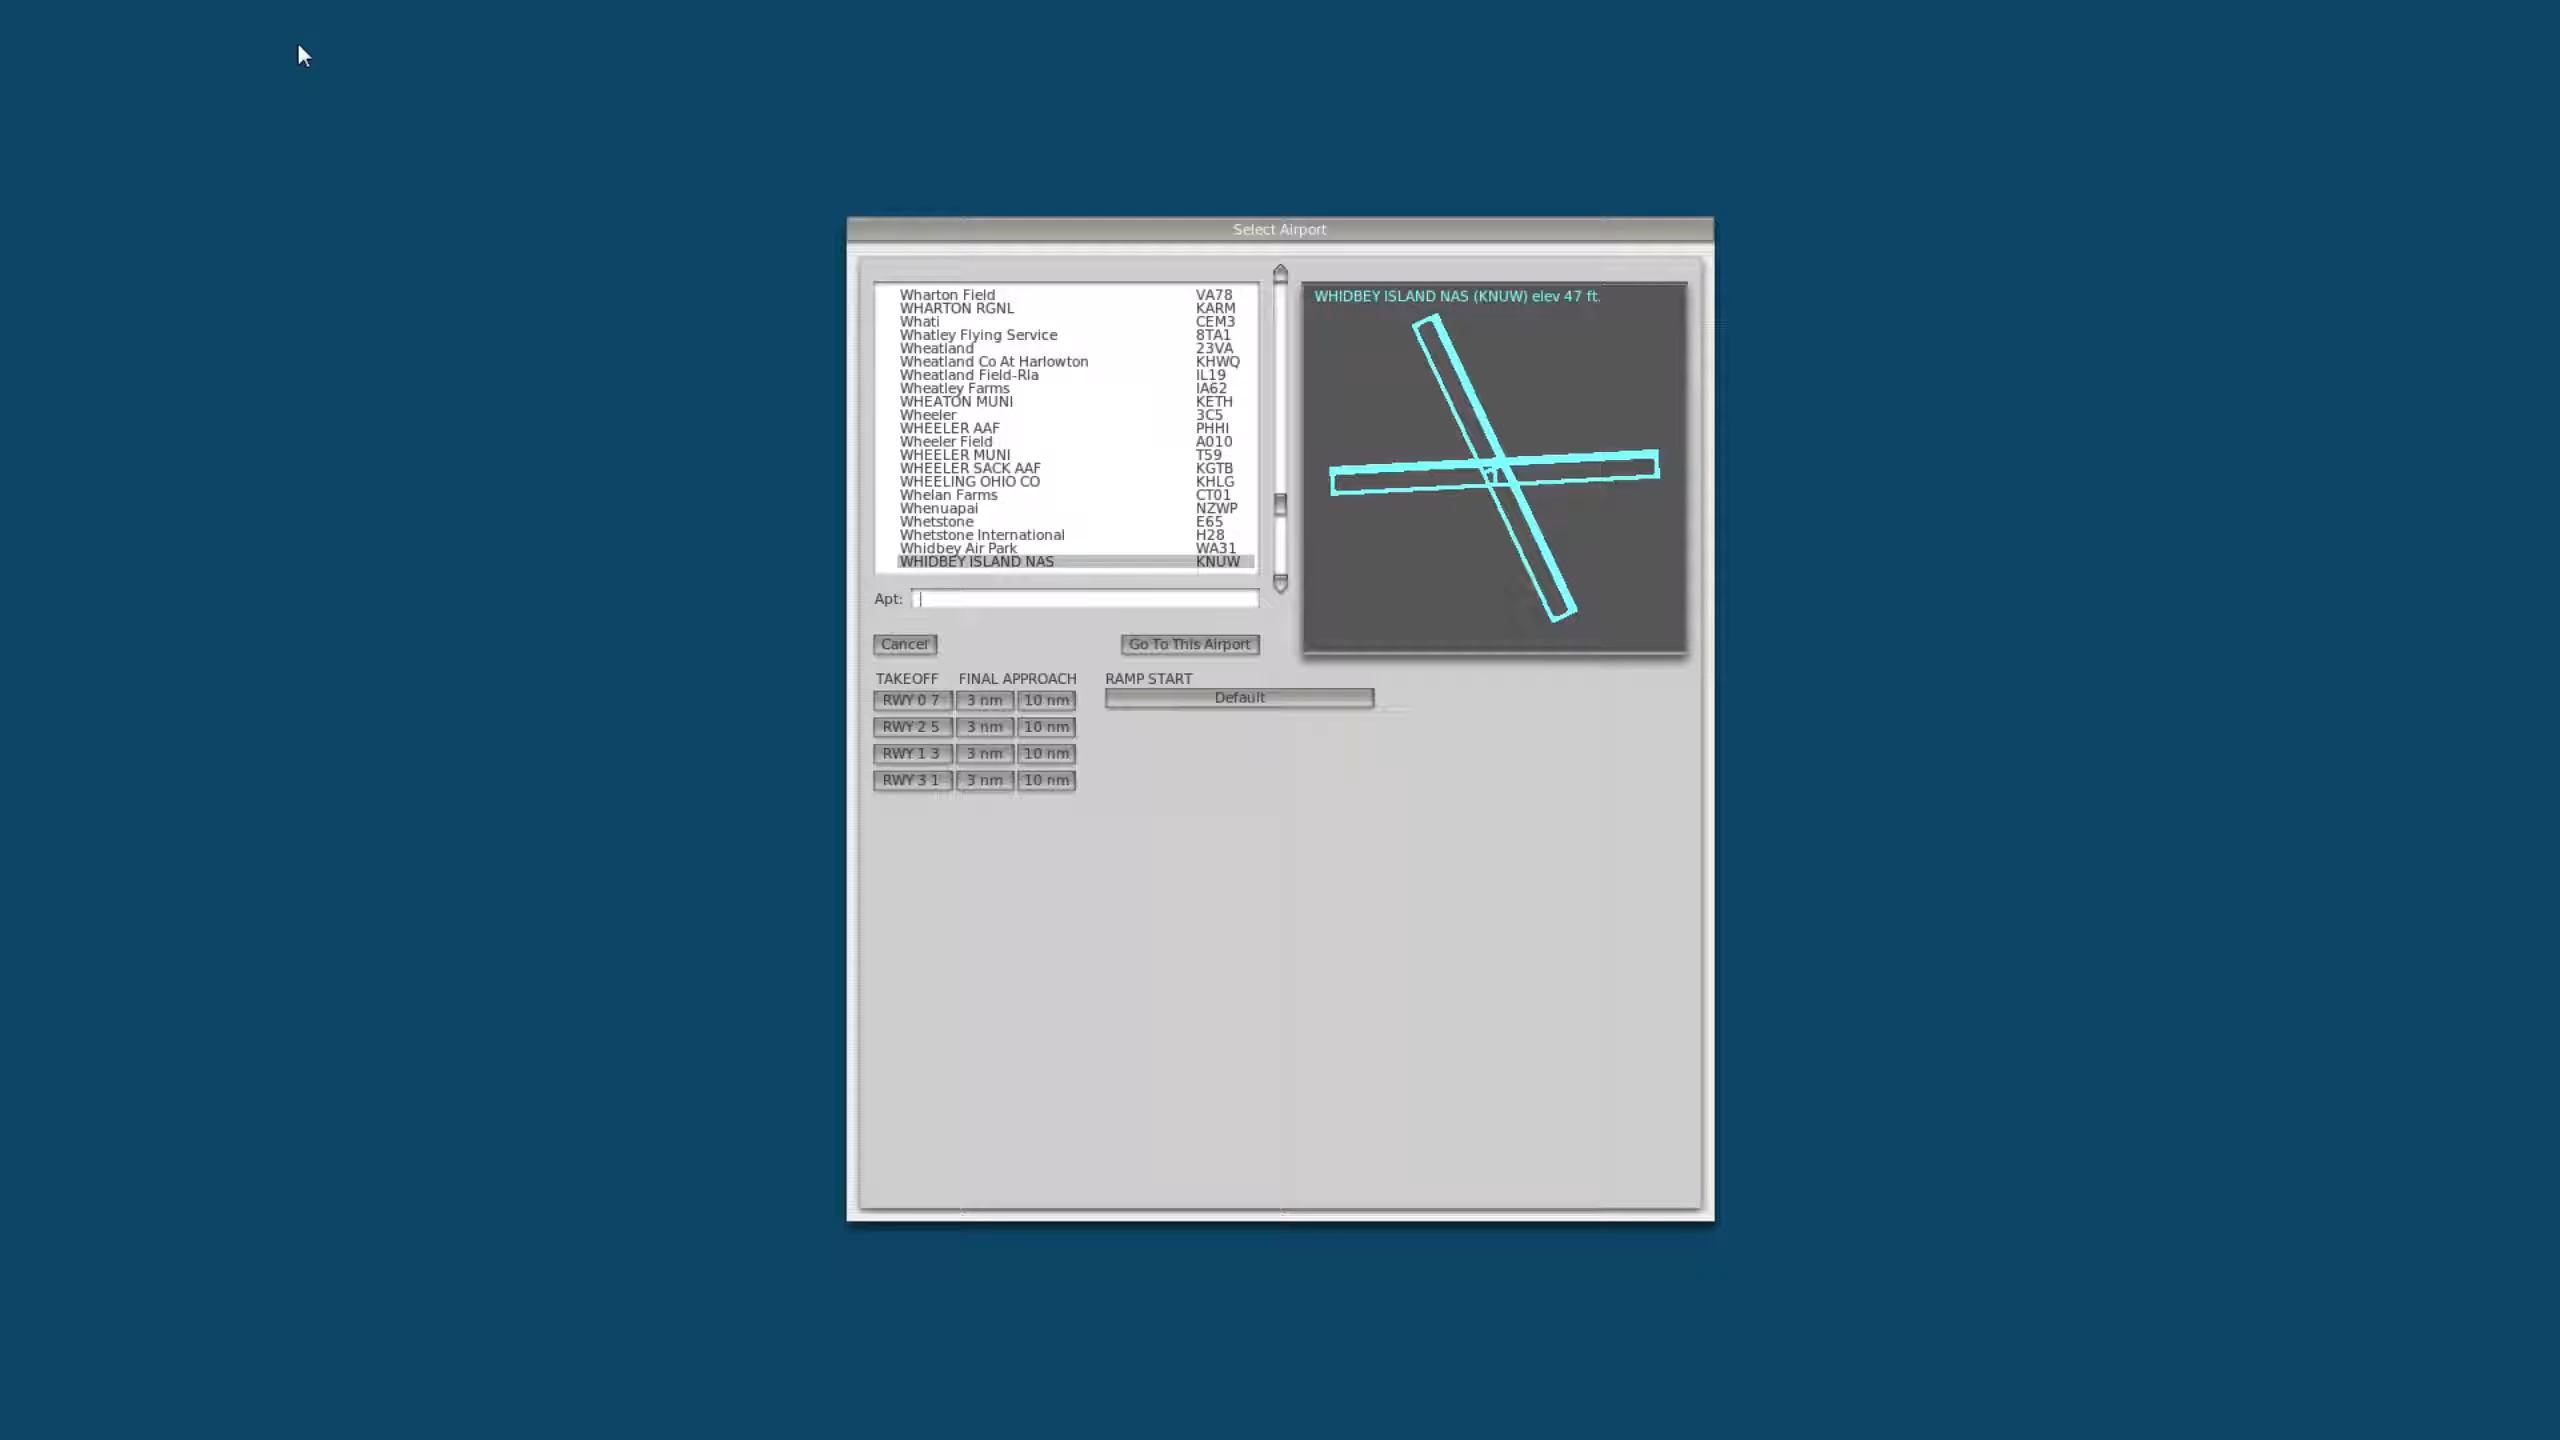 Select Airport
Wharton Field VA78
WHARTON RGNL KARM
Whati CEM3
Whatley Flying Service 8TA1
Wheatland 23VA
Wheatland Co At Harlowton KHWQ
Wheatland Field-Rla IL19
Wheatley Farms IA62
WHEATON MUNI KETH
Wheeler 3C5
WHEELER AAF PHHI
Wheeler Field A010
WHEELER MUNI T59
WHEELER SACK AAF KGTB
WHEELING OHIO CO KHLG
Whelan Farms CT01
Whenuapai NZWP
Whetstone E65
Whetstone International H28
Whidbey Air Park WA31
WHIDBEY ISLAND NAS KNUW
WHIDBEY ISLAND NAS (KNUW) elev 47 ft.
Apt:
Cancel Go To This Airport
TAKEOFF FINAL APPROACH RAMP START
RWY 0 7 3 nm 10 nm Default
RWY 2 5 3 nm 10 nm
RWY 1 3 3 nm 10 nm
RWY 3 1 3 nm 10 nm